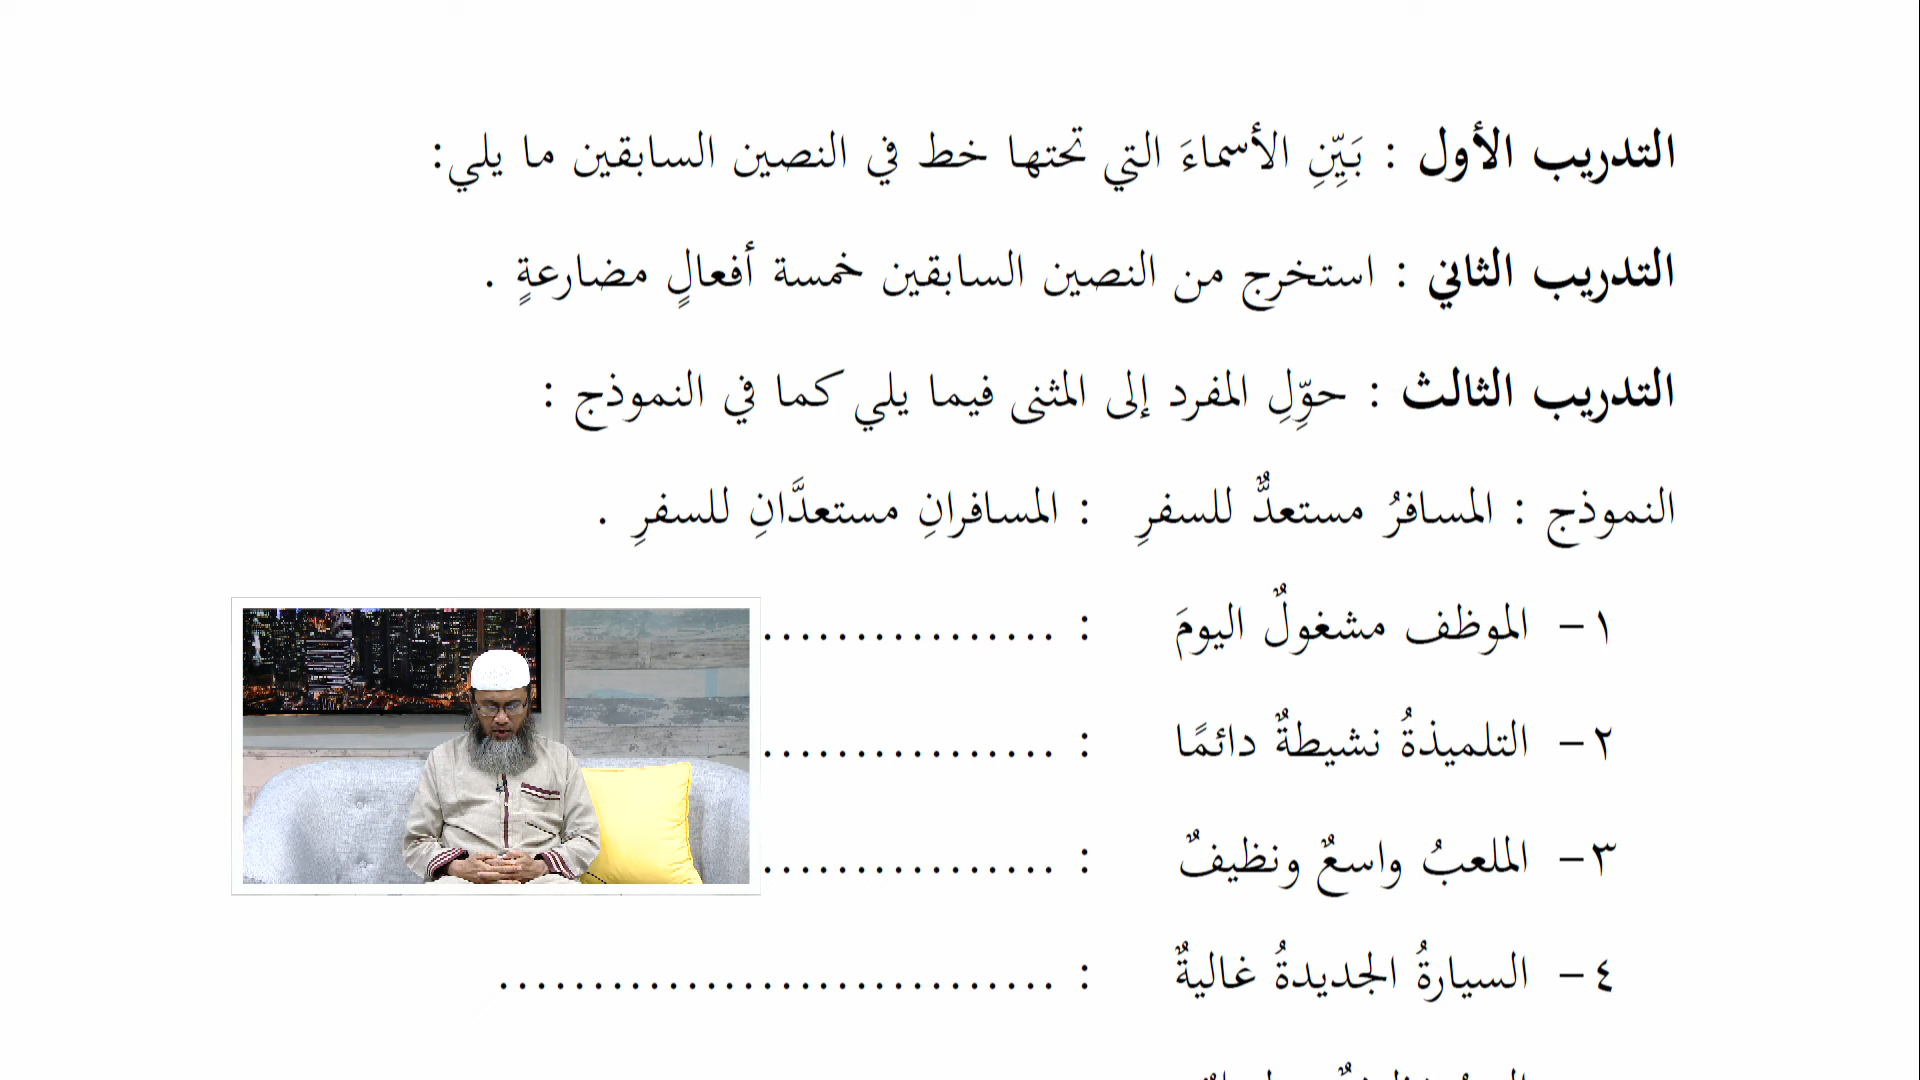 التدريب الأول : بَيِّنِ الأسماءَ التي تحتها خط في النصين السابقين ما يلي:
التدريب الثاني : استخرج من النصين السابقين خمسة أفعالٍ مضارعةٍ .
التدريب الثالث : حوِّلِ المفرد إلى المثنى فيما يلي كما في النموذج :
النموذج : المسافرُ مستعدٌّ للسفرِ : المسافرانِ مستعدَّانِ للسفرِ .
١- الموظف مشغولٌ اليومَ : ................
٢- التلميذةُ نشيطةٌ دائمًا : ................
٣- الملعبُ واسعٌ ونظيفٌ : ................
٤- السيارةُ الجديدةُ غاليةٌ : ..............................